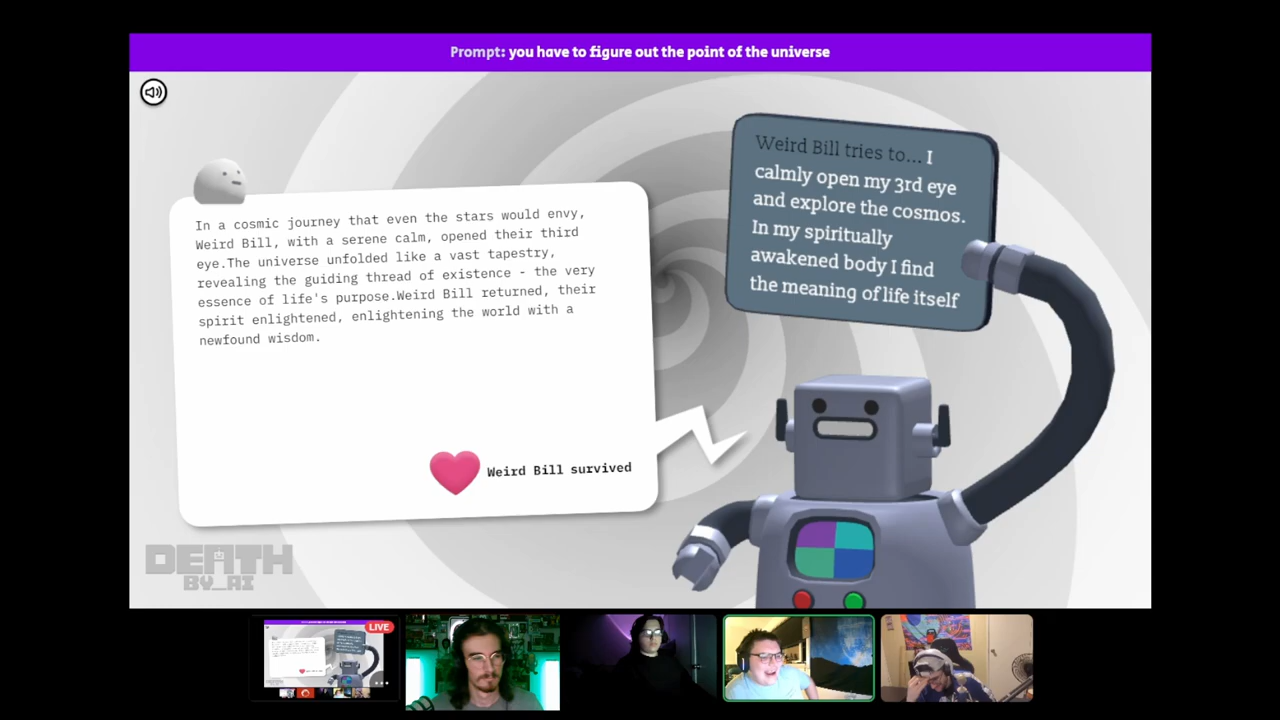 Prompt: you have to figure out the point of the universe
In a cosmic journey that even the stars would envy,
Weird Bill, with a serene calm, opened their third
eye.The universe unfolded like a vast tapestry,
revealing the guiding thread of existence - the very
essence of life's purpose.Weird Bill returned, their
spirit enlightened, enlightening the world with a
newfound wisdom.
Weird Bill survived
Weird Bill tries to... I
calmly open my 3rd eye
and explore the cosmos.
In my spiritually
awakened body I find
the meaning of life itself
DEATH
BY_AI
LIVE